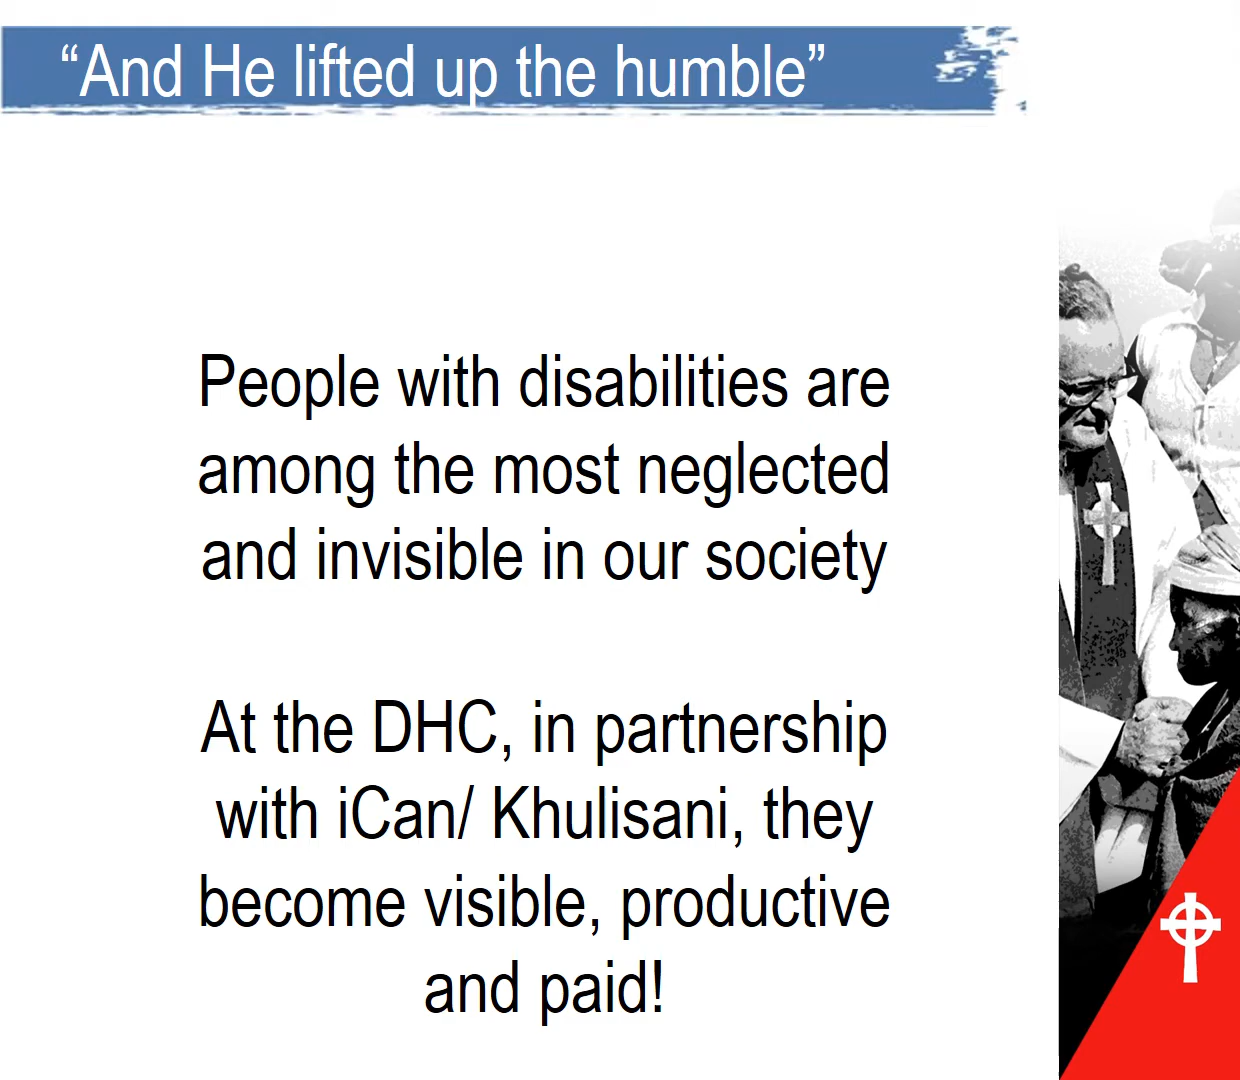 “And He lifted up the humble”
People with disabilities are
among the most neglected
and invisible in our society
At the DHC, in partnership
with iCan/ Khulisani, they
become visible, productive
and paid!